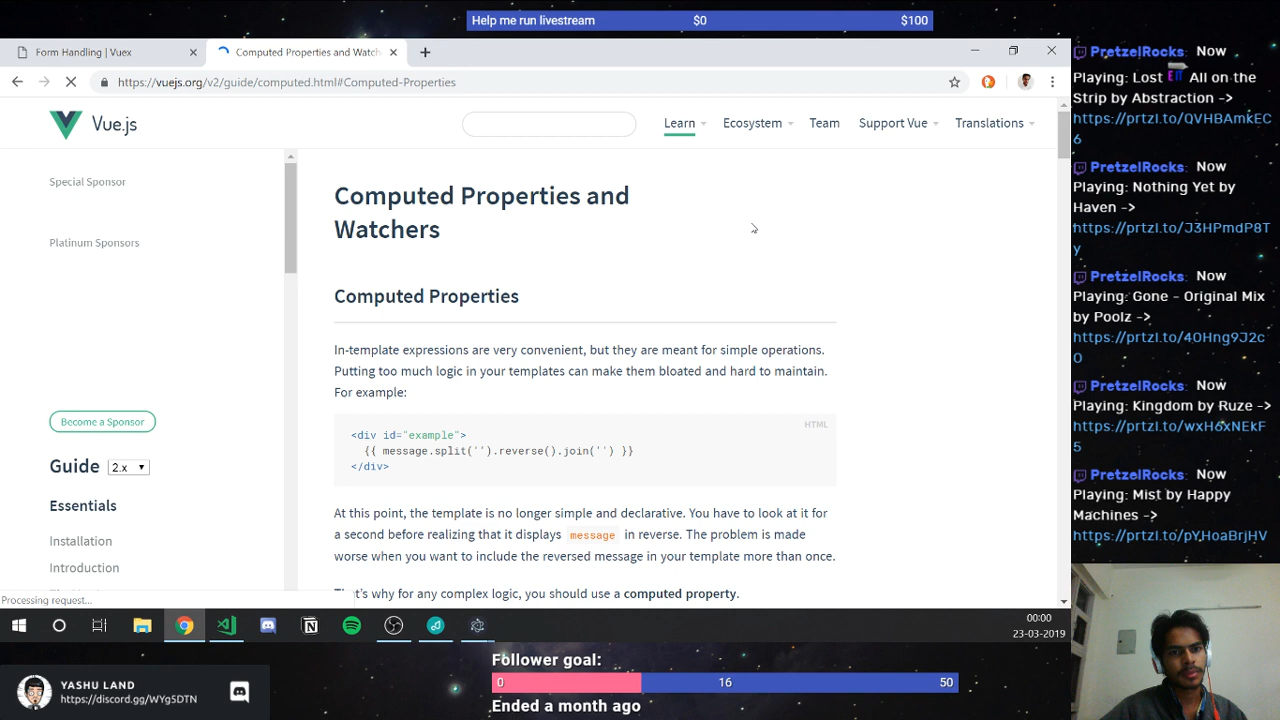 Help me run livestream $0 $100
Form Handling | Vuex
Computed Properties and Watch
https://vuejs.org/v2/guide/computed.html#Computed-Properties
Vue.js
Learn Ecosystem Team Support Vue Translations
Special Sponsor
Platinum Sponsors
Become a Sponsor
Guide 2.x
Essentials
Installation
Introduction
Computed Properties and
Watchers
Computed Properties
In-template expressions are very convenient, but they are meant for simple operations.
Putting too much logic in your templates can make them bloated and hard to maintain.
For example:
HTML
<div id="example">
{{ message.split('').reverse().join('') }}
</div>
At this point, the template is no longer simple and declarative. You have to look at it for
a second before realizing that it displays message in reverse. The problem is made
worse when you want to include the reversed message in your template more than once.
That's why for any complex logic, you should use a computed property.
Processing request...
00:00
23-03-2019
PretzelRocks: Now
Playing: Lost All on the
Strip by Abstraction ->
https://prtzl.to/QVHBAmkEC
6
PretzelRocks: Now
Playing: Nothing Yet by
Haven ->
https://prtzl.to/J3HPmdP8T
y
PretzelRocks: Now
Playing: Gone - Original Mix
by Poolz ->
https://prtzl.to/4OHng9J2c
O
PretzelRocks: Now
Playing: Kingdom by Ruze ->
https://prtzl.to/wxH6xNEkF
5
PretzelRocks: Now
Playing: Mist by Happy
Machines ->
https://prtzl.to/pYHoaBrjHV
YASHU LAND
https://discord.gg/WYg5DTN
Follower goal:
0 16 50
Ended a month ago